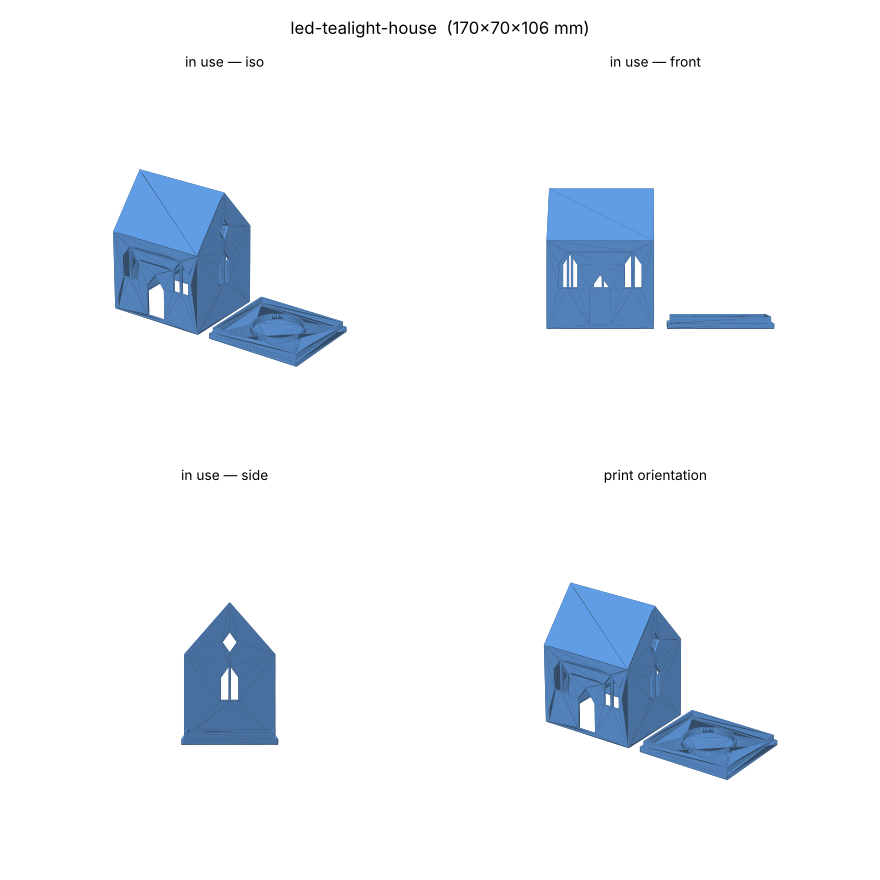 led-tealight-house  (170×70×106 mm)
in use — iso
in use — front
in use — side
print orientation